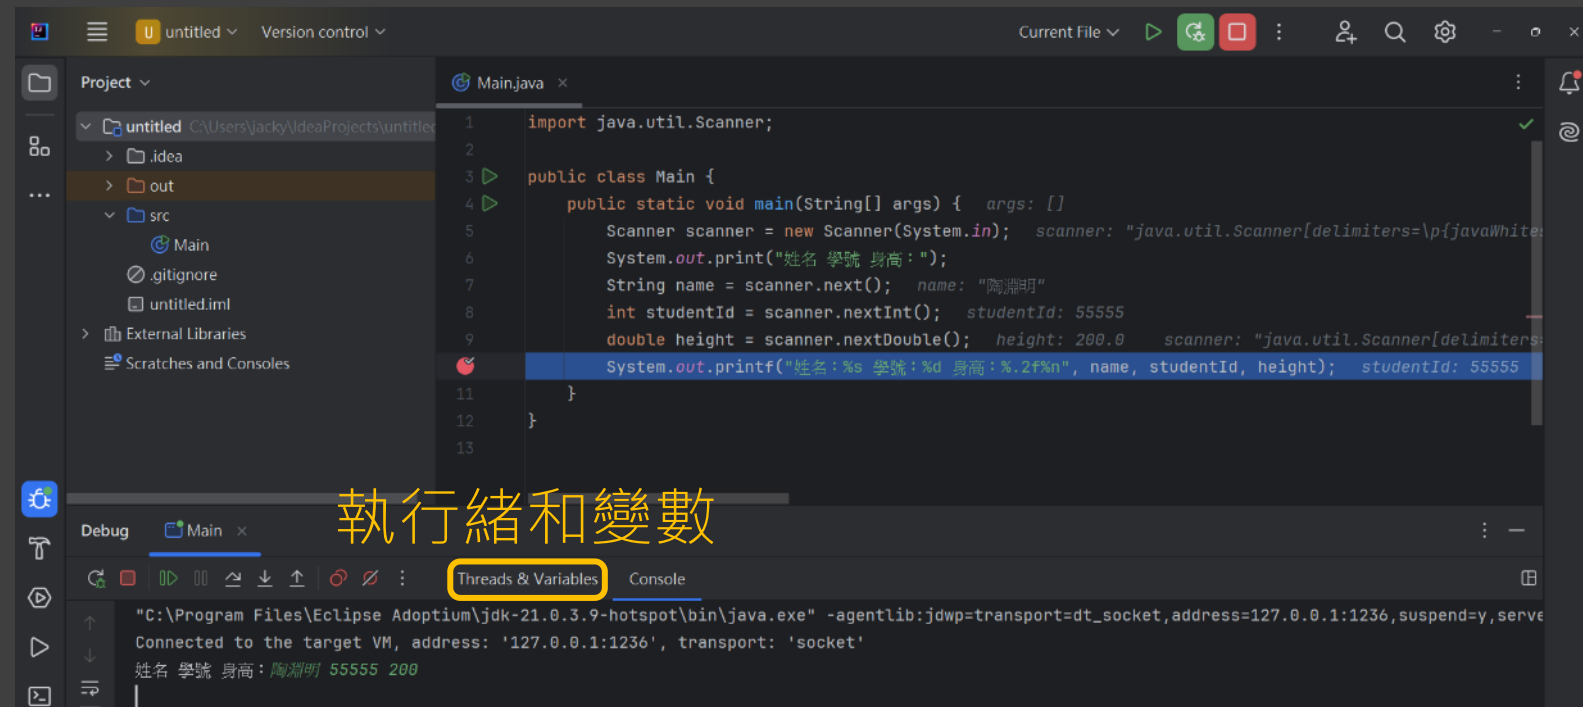 U untitled Version control Current File
Project
Main.java
untitled C:\Users\jacky\IdeaProjects\untitled
.idea
out
src
Main
.gitignore
untitled.iml
External Libraries
Scratches and Consoles
1 import java.util.Scanner;
2
3 public class Main {
4 public static void main(String[] args) { args: []
5 Scanner scanner = new Scanner(System.in); scanner: "java.util.Scanner[delimiters=\p{javaWhites
6 System.out.print("姓名 學號 身高：");
7 String name = scanner.next(); name: "陶淵明"
8 int studentId = scanner.nextInt(); studentId: 55555
9 double height = scanner.nextDouble(); height: 200.0 scanner: "java.util.Scanner[delimiters=
System.out.printf("姓名：%s 學號：%d 身高：%.2f%n", name, studentId, height); studentId: 55555
11 }
12 }
13
執行緒和變數
Debug Main
Threads & Variables Console
"C:\Program Files\Eclipse Adoptium\jdk-21.0.3.9-hotspot\bin\java.exe" -agentlib:jdwp=transport=dt_socket,address=127.0.0.1:1236,suspend=y,serve
Connected to the target VM, address: '127.0.0.1:1236', transport: 'socket'
姓名 學號 身高：陶淵明 55555 200